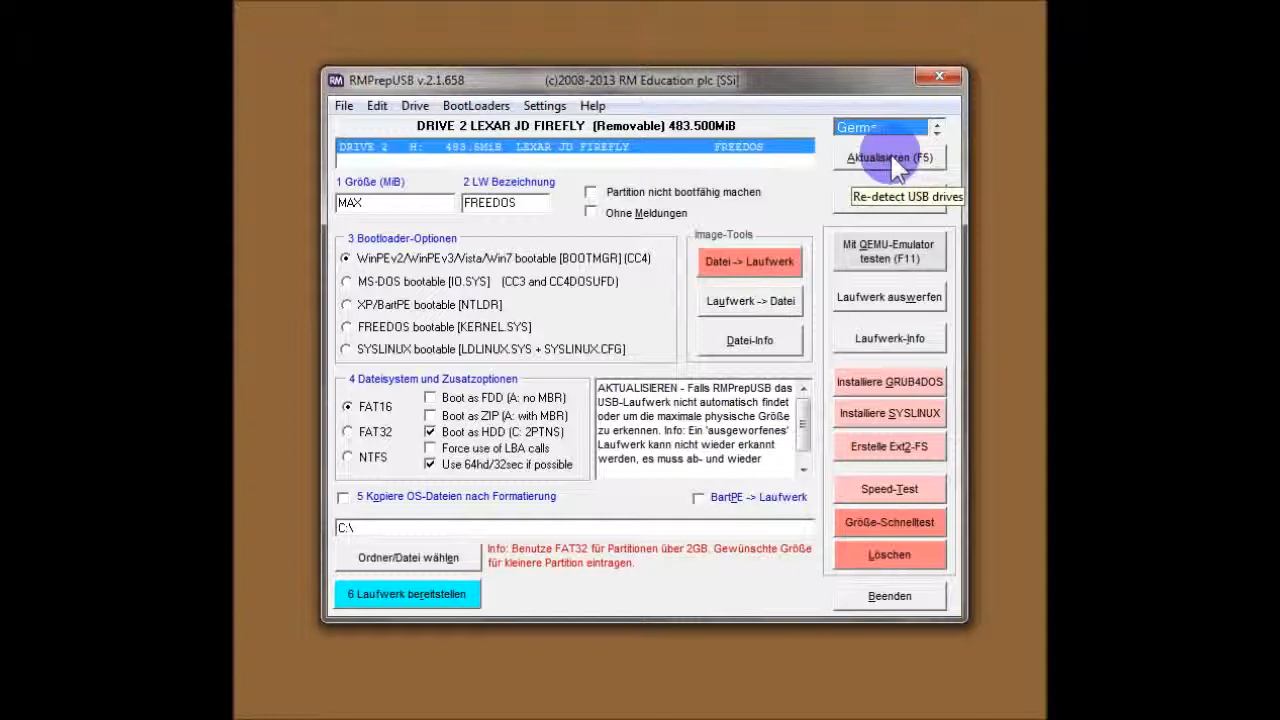 RMPrepUSB v.2.1.658 (c)2008-2013 RM Education plc [SSi]
File Edit Drive BootLoaders Settings Help
DRIVE 2 LEXAR JD FIREFLY (Removable) 483.500MiB
DRIVE 2 H: 483.5MiB LEXAR JD FIREFLY FREEDOS
Aktualisieren (F5)
Re-detect USB drives
1 Größe (MiB) 2 LW Bezeichnung
MAX FREEDOS
Partition nicht bootfähig machen
Ohne Meldungen
3 Bootloader-Optionen
WinPEv2/WinPEv3/Vista/Win7 bootable [BOOTMGR] (CC4)
MS-DOS bootable [IO.SYS] (CC3 and CC4DOSUFD)
XP/BartPE bootable [NTLDR]
FREEDOS bootable [KERNEL.SYS]
SYSLINUX bootable [LDLINUX.SYS + SYSLINUX.CFG]
Image-Tools
Datei -> Laufwerk
Laufwerk -> Datei
Datei-Info
Mit QEMU-Emulator
testen (F11)
Laufwerk auswerfen
Laufwerk-Info
Installiere GRUB4DOS
Installiere SYSLINUX
Erstelle Ext2-FS
Speed-Test
Größe-Schnelltest
Löschen
Beenden
4 Dateisystem und Zusatzoptionen
FAT16
FAT32
NTFS
Boot as FDD (A: no MBR)
Boot as ZIP (A: with MBR)
Boot as HDD (C: 2PTNS)
Force use of LBA calls
Use 64hd/32sec if possible
AKTUALISIEREN - Falls RMPrepUSB das
USB-Laufwerk nicht automatisch findet
oder um die maximale physische Größe
zu erkennen. Info: Ein 'ausgeworfenes'
Laufwerk kann nicht wieder erkannt
werden, es muss ab- und wieder
5 Kopiere OS-Dateien nach Formatierung
BartPE -> Laufwerk
C:\
Ordner/Datei wählen
Info: Benutze FAT32 für Partitionen über 2GB. Gewünschte Größe
für kleinere Partition eintragen.
6 Laufwerk bereitstellen